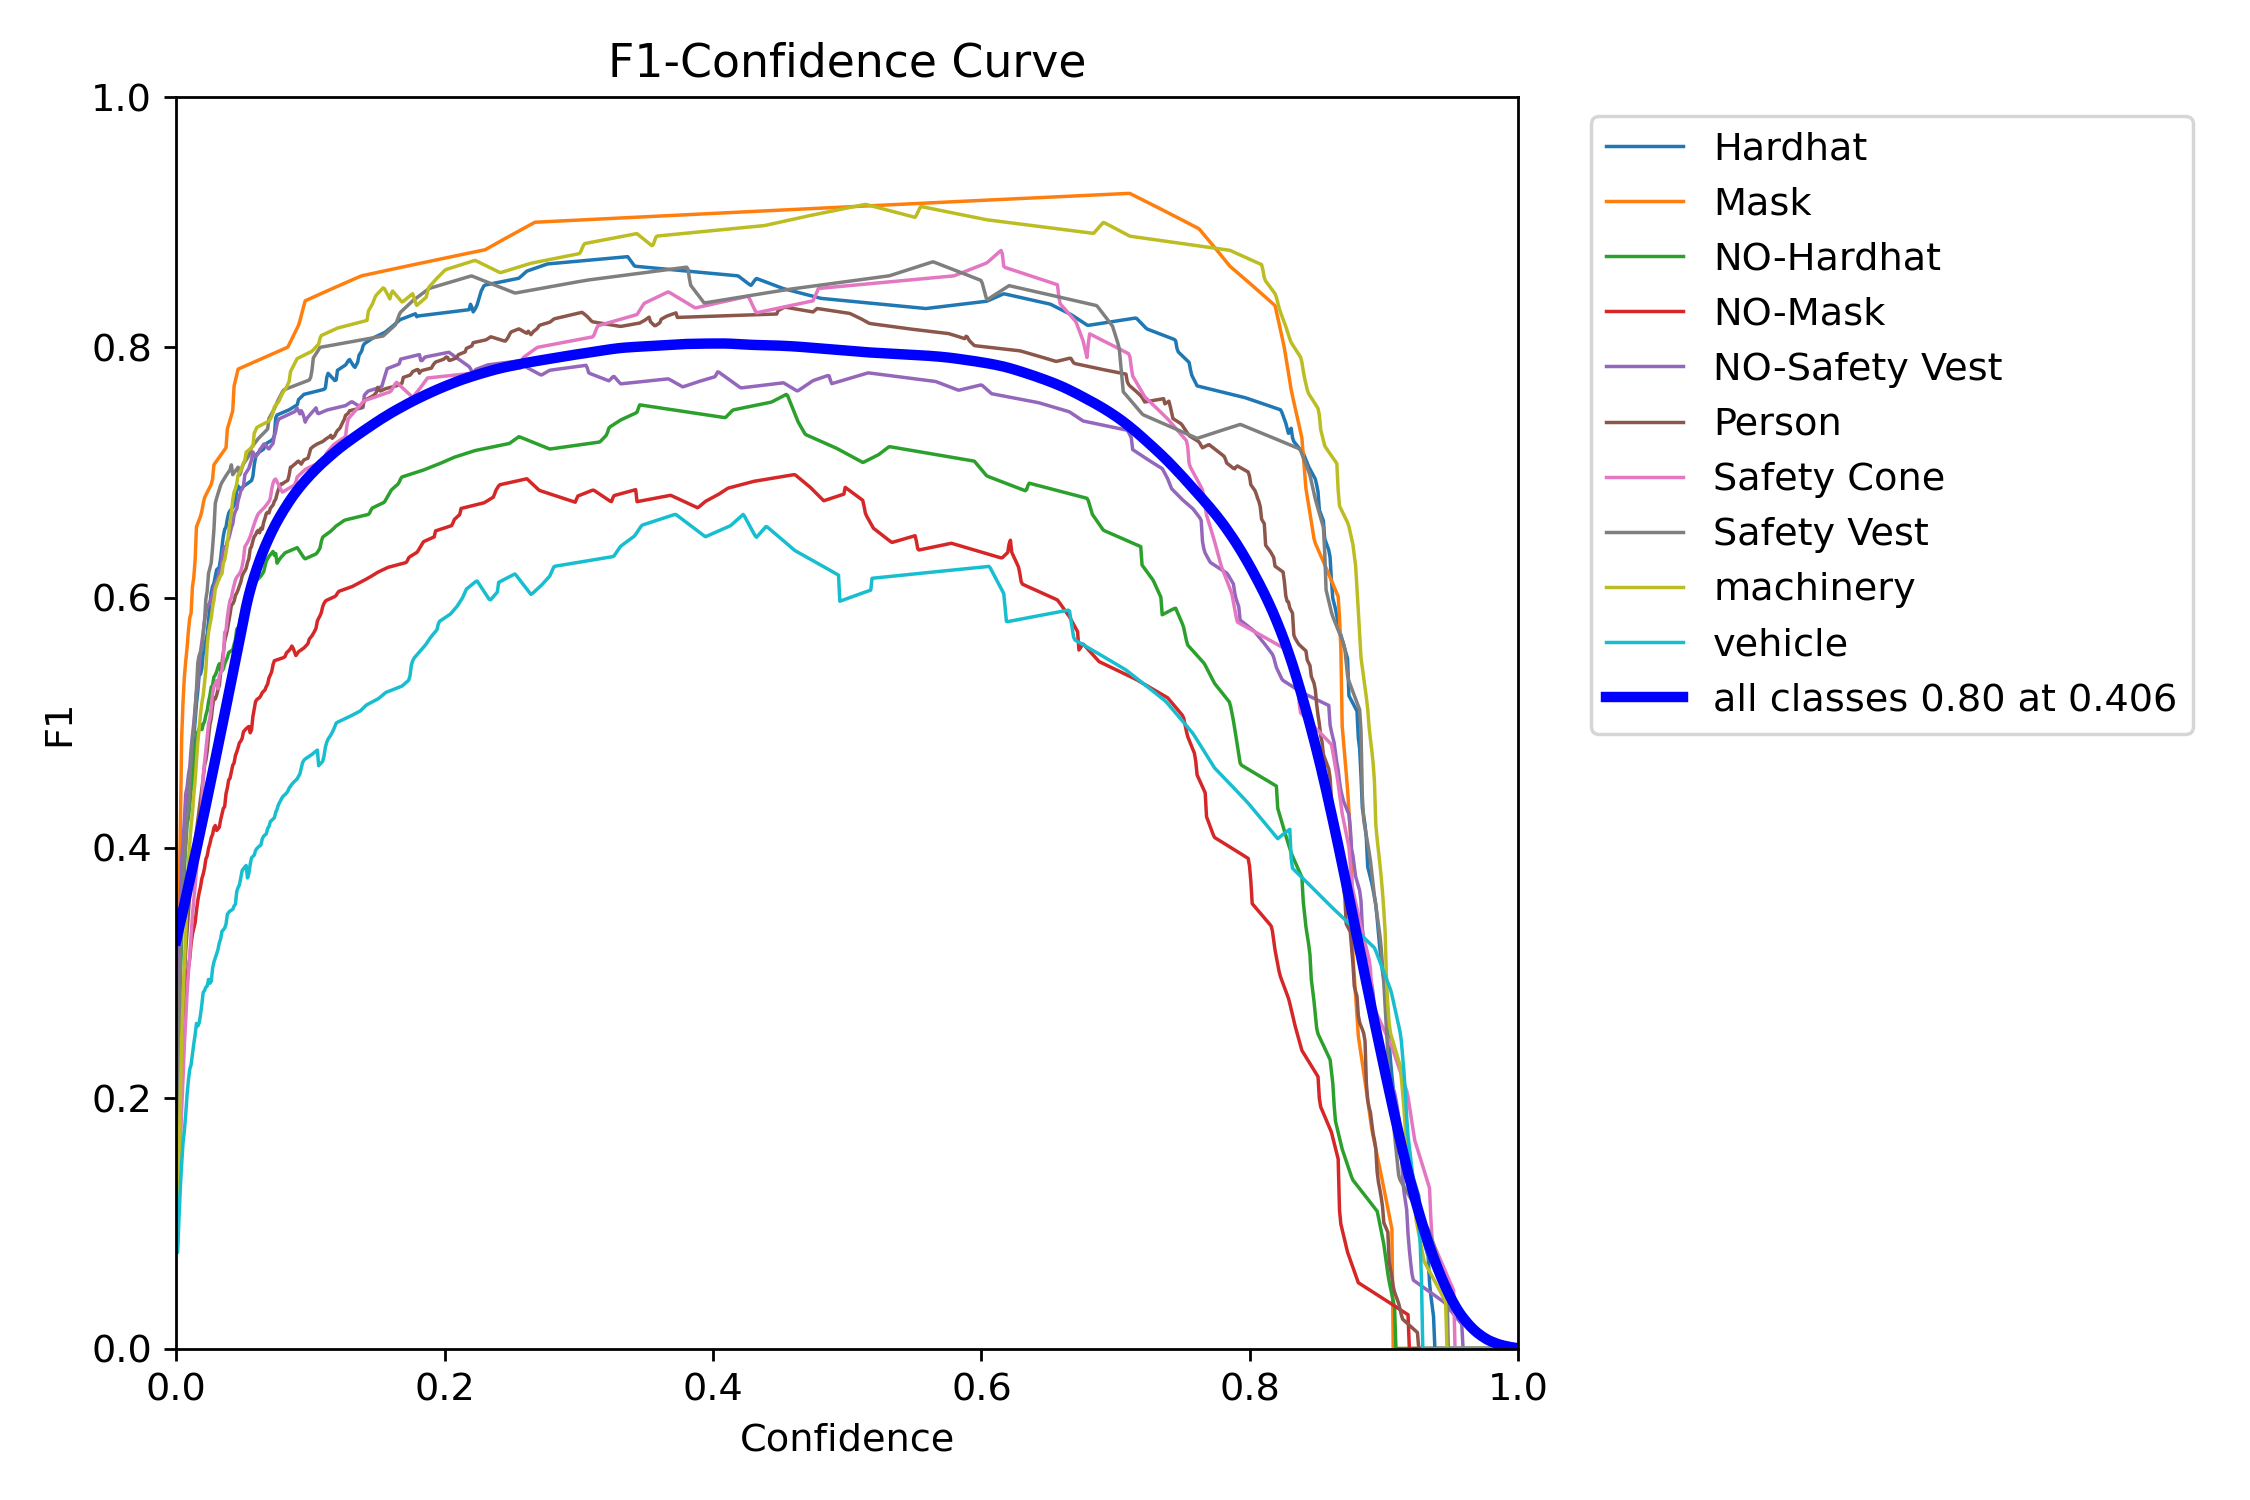 F1-Confidence Curve
1.0
0.8
0.6
0.4
0.2
0.0
F1
0.0 0.2 0.4 0.6 0.8 1.0
Confidence
Hardhat
Mask
NO-Hardhat
NO-Mask
NO-Safety Vest
Person
Safety Cone
Safety Vest
machinery
vehicle
all classes 0.80 at 0.406